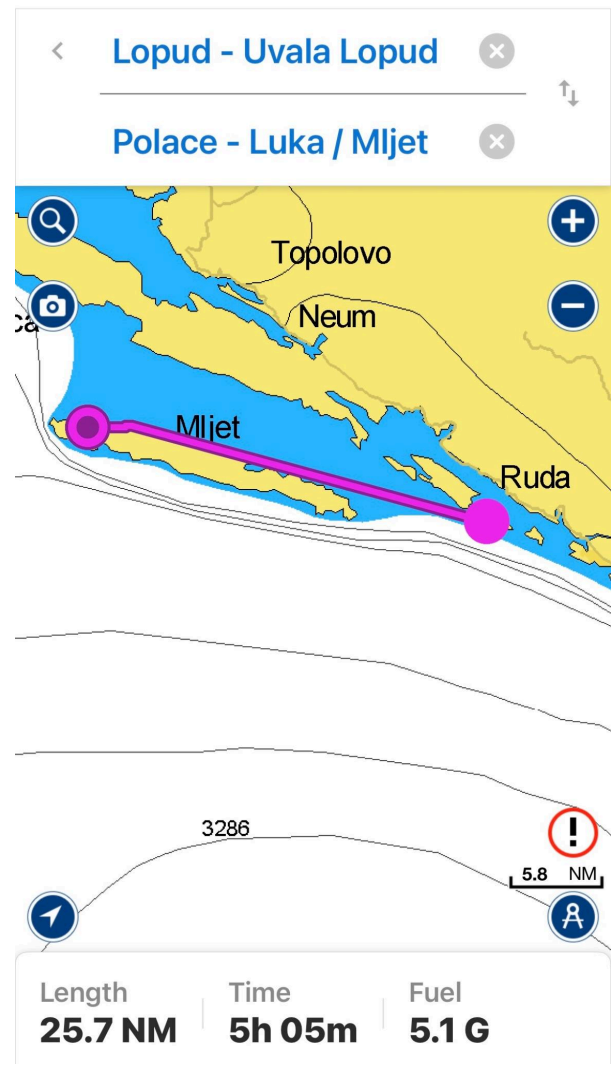 Lopud - Uvala Lopud
Polace - Luka / Mljet
Topolovo
Neum
Mljet
Ruda
3286
!
5.8 NM
Length Time Fuel
25.7 NM 5h 05m 5.1 G